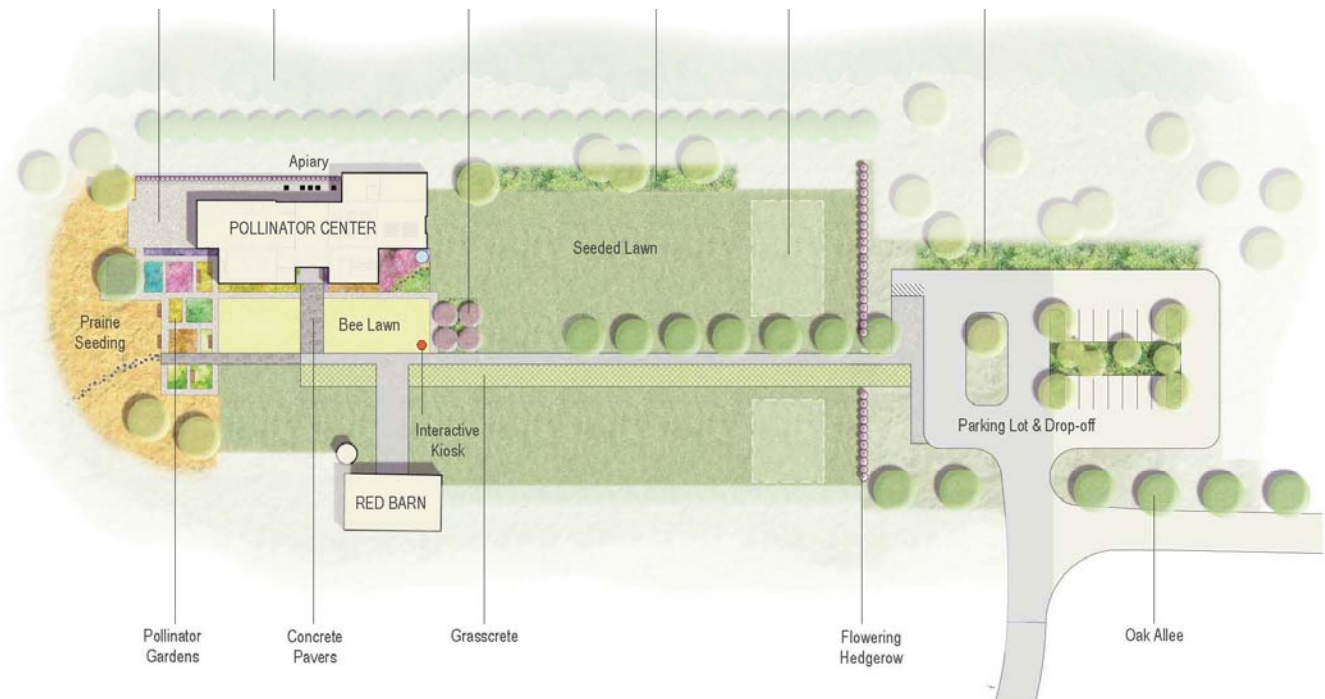 Apiary
POLLINATOR CENTER
Seeded Lawn
Prairie
Seeding
Bee Lawn
Interactive
Kiosk
Parking Lot & Drop-off
RED BARN
Pollinator
Gardens
Concrete
Pavers
Grasscrete
Flowering
Hedgerow
Oak Allee